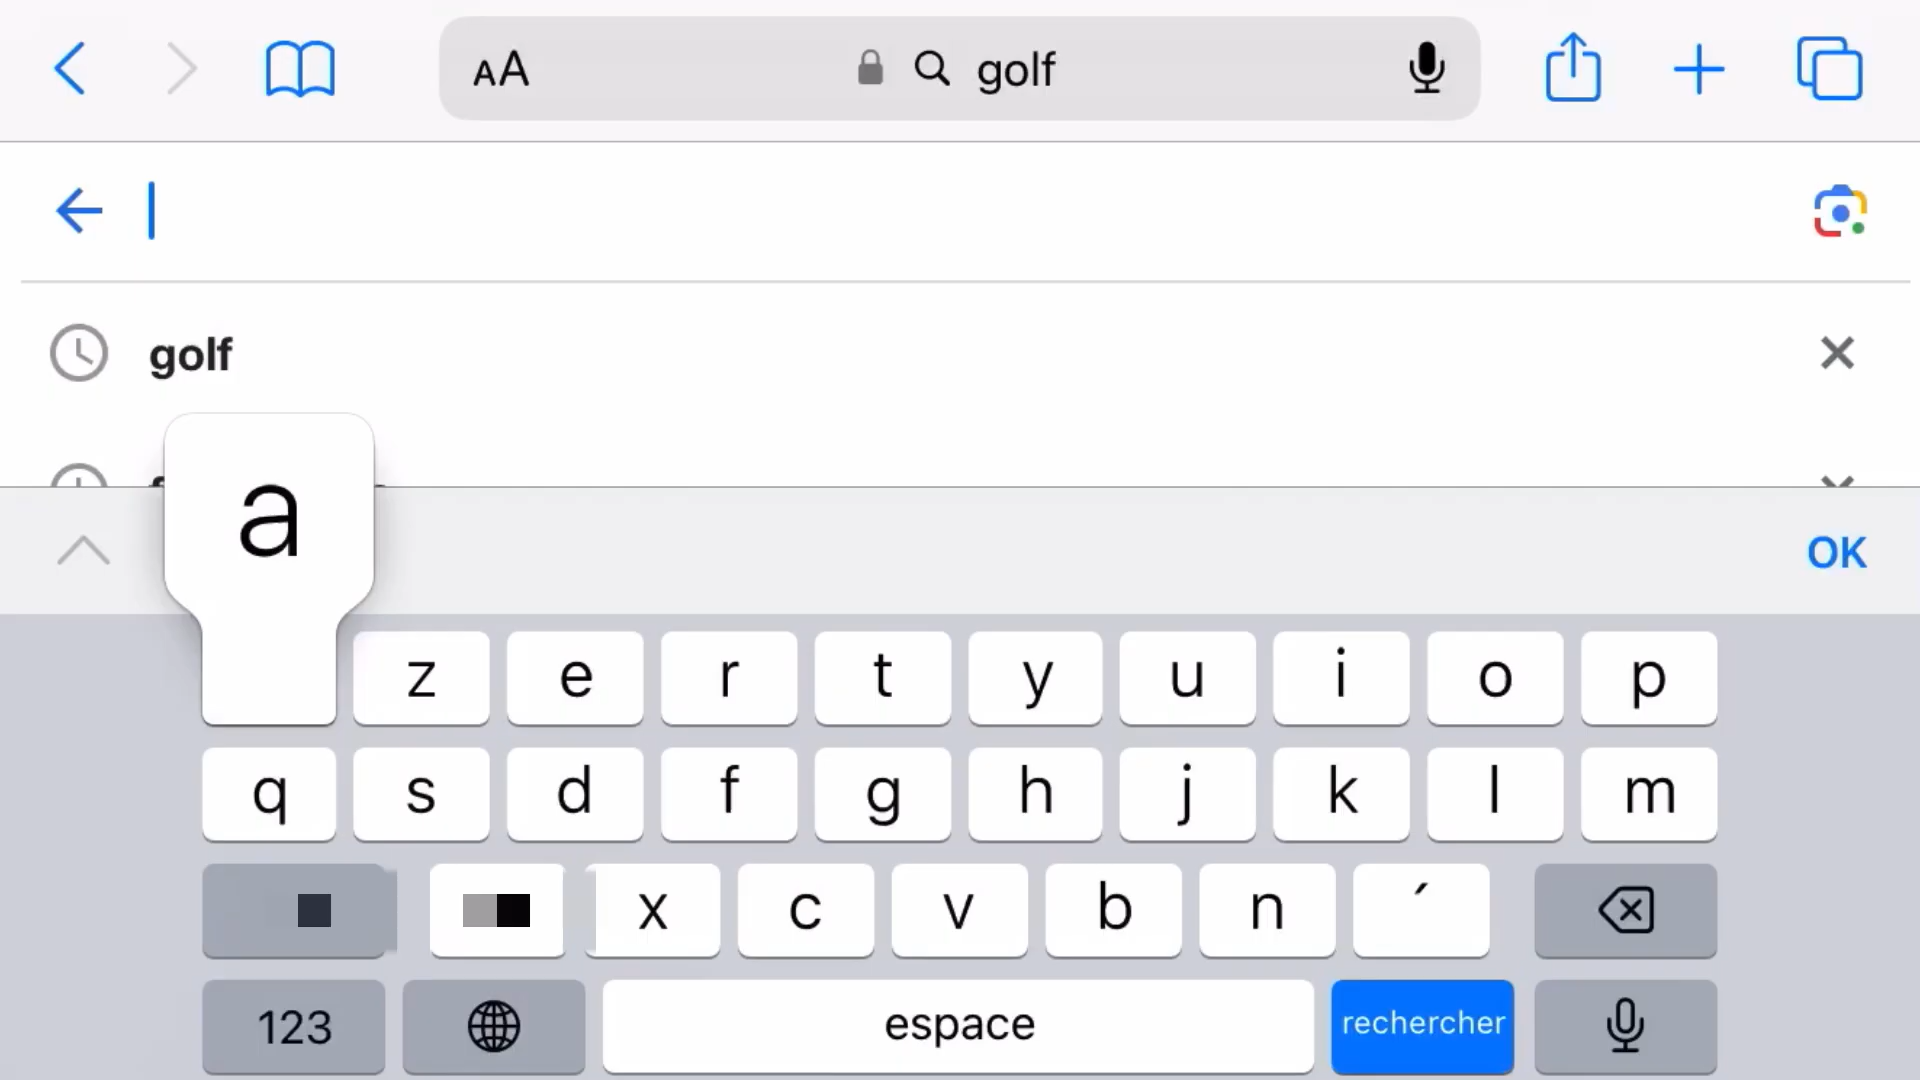 AA golf
golf
a
OK
z e r t y u i o p
q s d f g h j k l m
x c v b n ´
123 espace rechercher